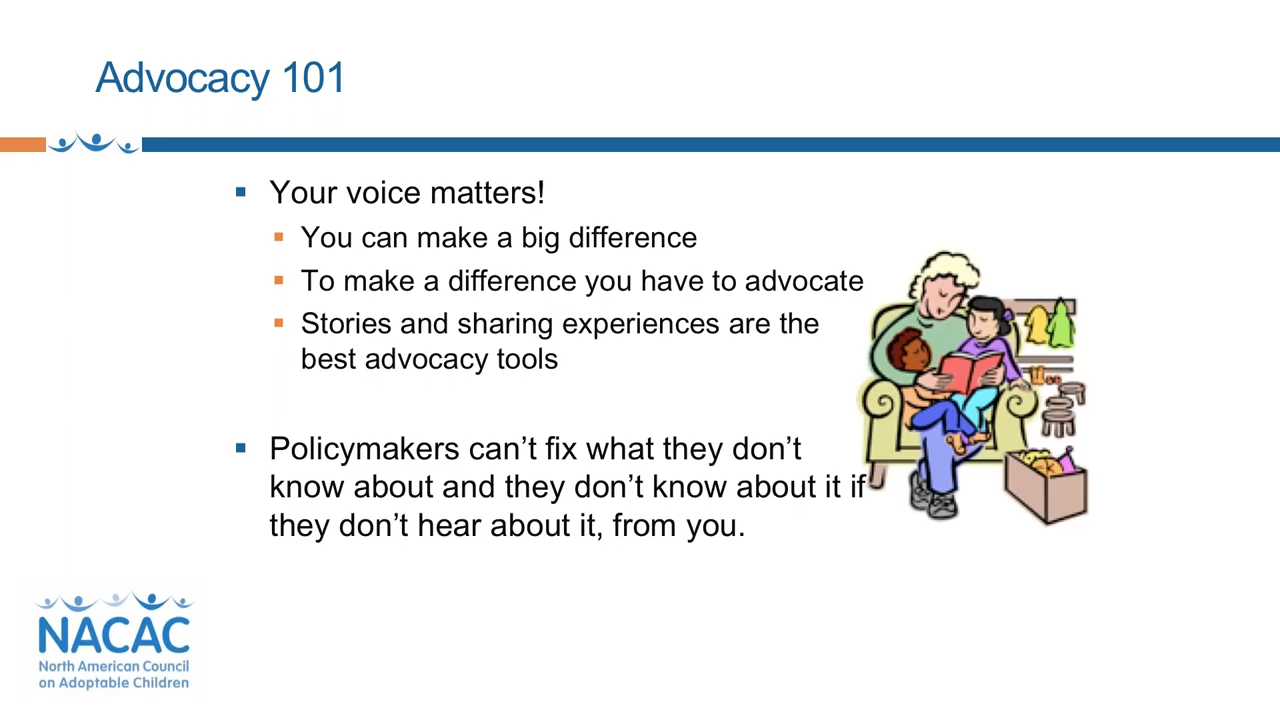 Advocacy 101
Your voice matters!
You can make a big difference
To make a difference you have to advocate
Stories and sharing experiences are the
best advocacy tools
Policymakers can’t fix what they don’t
know about and they don’t know about it if
they don’t hear about it, from you.
NACAC
North American Council
on Adoptable Children